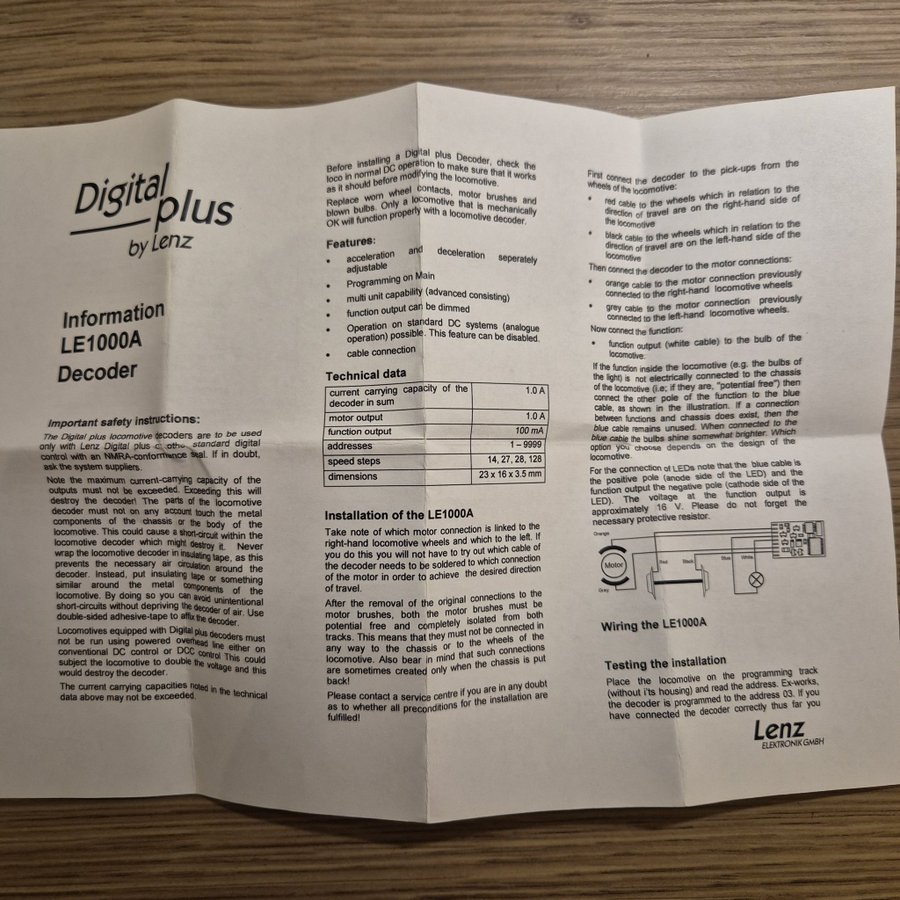 Digital
plus
by Lenz
Information
LE1000A
Decoder
Important safety instructions:
The Digital plus locomotive decoders are to be used
only with Lenz Digital plus standard digital
control with an NMRA-conformance seal. If in doubt,
ask the system suppliers.
Note the maximum current-carrying capacity of the
outputs must not be exceeded. Exceeding this will
destroy the decoder! The parts of the locomotive
decoder must not on any account touch the metal
components of the chassis or the body of the
locomotive. This could cause a short-circuit within the
locomotive decoder which might destroy it. Never
wrap the locomotive decoder in insulating tape, as this
prevents the necessary air circulation around the
decoder. Instead, put insulating tape or something
similar around the metal components of the
locomotive. By doing so you can avoid unintentional
short-circuits without depriving the decoder of air. Use
double-sided adhesive-tape to affix the decoder.
Locomotives equipped with Digital plus decoders must
not be run using powered overhead line either on
conventional DC control or DCC control This could
subject the locomotive to double the voltage and this
would destroy the decoder.
The current carrying capacities noted in the technical
data above may not be exceeded.
Before installing a Digital plus Decoder, check the
loco in normal DC operation to make sure that it works
as it should before modifying the locomotive.
Replace worn wheel contacts, motor brushes and
blown bulbs. Only a locomotive that is mechanically
OK will function properly with a locomotive decoder.
Features:
• acceleration and deceleration seperately
adjustable
• Programming on Main
• multi unit capability (advanced consisting)
• function output can be dimmed
• Operation on standard DC systems (analogue
operation) possible. This feature can be disabled.
• cable connection
Technical data
current carrying capacity of the 1.0 A
decoder in sum
motor output 1.0 A
function output 100 mA
addresses 1 – 9999
speed steps 14, 27, 28, 128
dimensions 23 x 16 x 3.5 mm
Installation of the LE1000A
Take note of which motor connection is linked to the
right-hand locomotive wheels and which to the left. If
you do this you will not have to try out which cable of
the decoder needs to be soldered to which connection
of the motor in order to achieve the desired direction
of travel.
After the removal of the original connections to the
motor brushes, both the motor brushes must be
potential free and completely isolated from both
tracks. This means that they must not be connected in
any way to the chassis or to the wheels of the
locomotive. Also bear in mind that such connections
are sometimes created only when the chassis is put
back!
Please contact a service centre if you are in any doubt
as to whether all preconditions for the installation are
fulfilled!
First connect the decoder to the pick-ups from the
wheels of the locomotive:
• red cable to the wheels which in relation to the
direction of travel are on the right-hand side of
the locomotive
• black cable to the wheels which in relation to the
direction of travel are on the left-hand side of the
locomotive
Then connect the decoder to the motor connections:
• orange cable to the motor connection previously
connected to the right-hand locomotive wheels
• grey cable to the motor connection previously
connected to the left-hand locomotive wheels.
Now connect the function:
• function output (white cable) to the bulb of the
locomotive:
If the function inside the locomotive (e.g. the bulbs of
the light) is not electrically connected to the chassis
of the locomotive (i.e; if they are, "potential free") then
connect the other pole of the function to the blue
cable, as shown in the illustration. If a connection
between functions and chassis does exist, then the
blue cable remains unused. When connected to the
blue cable the bulbs shine somewhat brighter. Which
option you choose depends on the design of the
locomotive.
For the connection of LEDs note that the blue cable is
the positive pole (anode side of the LED) and the
function output the negative pole (cathode side of the
LED). The voltage at the function output is
approximately 16 V. Please do not forget the
necessary protective resistor.
Orange
Motor
Red
Black
Blue
White
Grey
Wiring the LE1000A
Testing the installation
Place the locomotive on the programming track
(without i'ts housing) and read the address. Ex-works,
the decoder is programmed to the address 03. If you
have connected the decoder correctly thus far you
Lenz
ELEKTRONIK GMBH